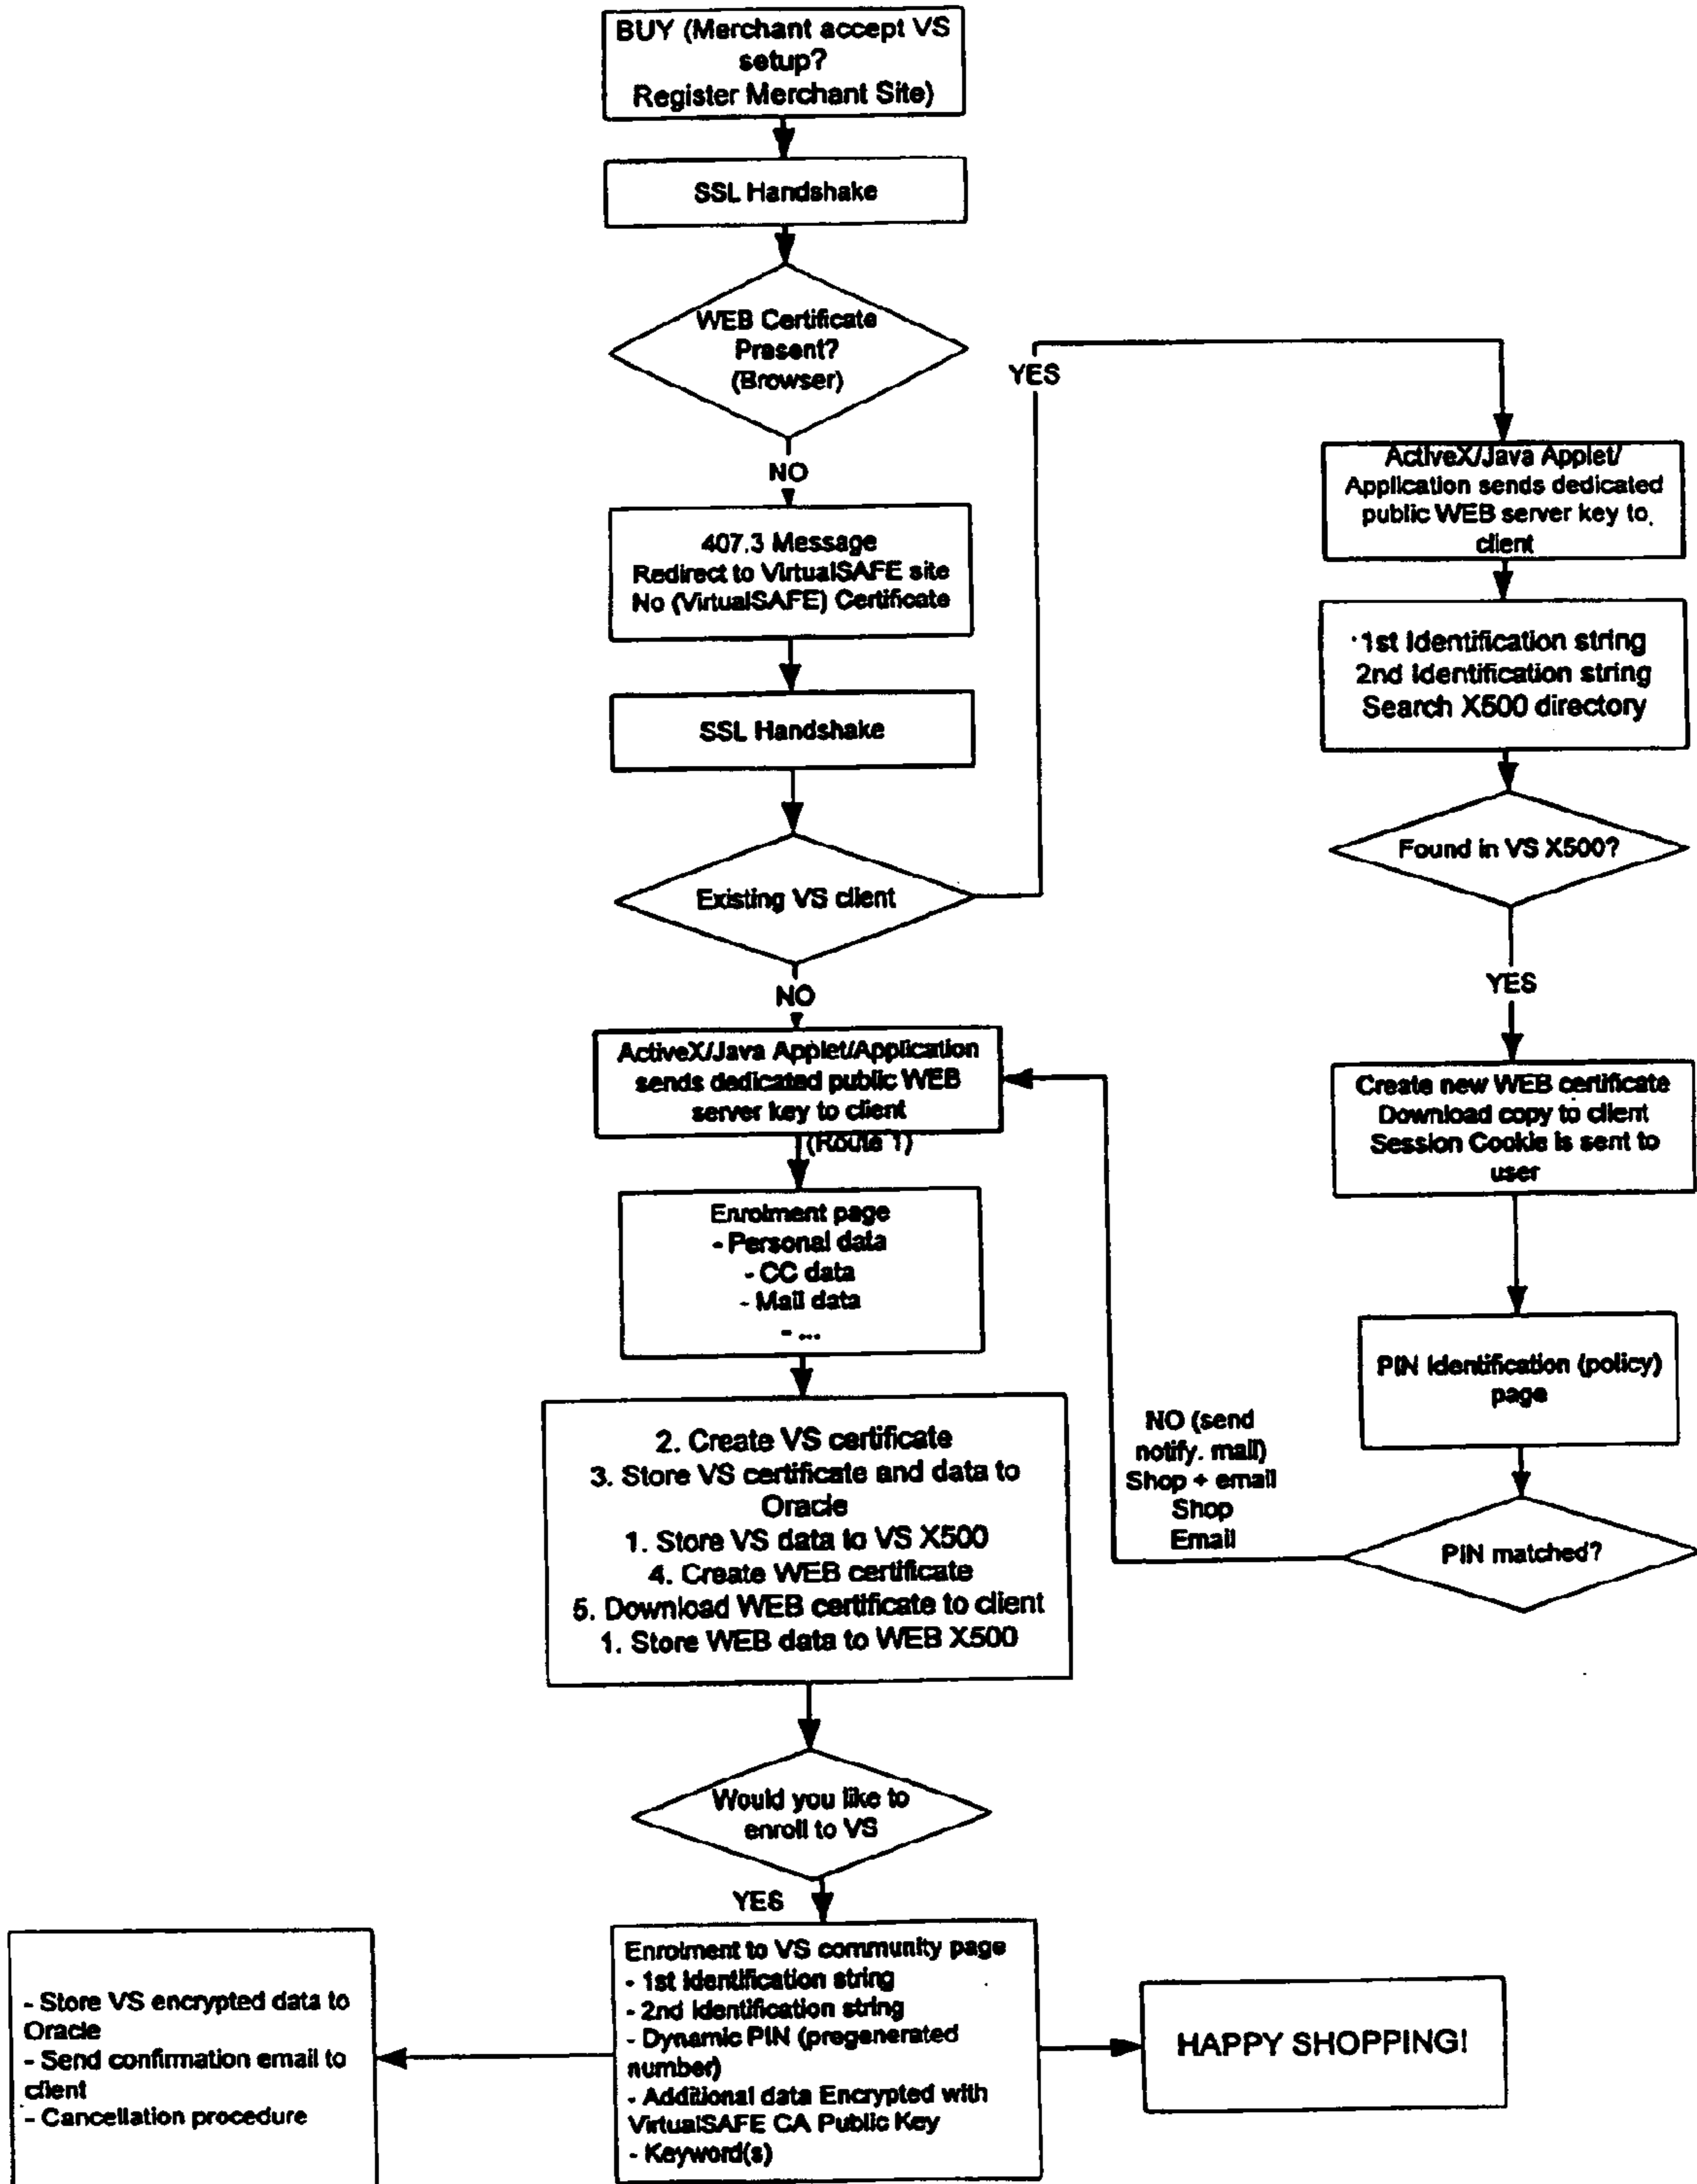 BUY (Merchant accept VS
setup?
Register Merchant Site)
SSL Handshake
WEB Certificate
Present?
(Browser)
NO
407.3 Message
Redirect to VirtualSAFE site
No (VirtualSAFE) Certificate
SSL Handshake
Existing VS client
YES
NO
ActiveX/Java Applet/Application
sends dedicated public WEB
server key to client
(Route 1)
Enrolment page
- Personal data
- CC data
- Mail data
- ...
2. Create VS certificate
3. Store VS certificate and data to
Oracle
1. Store VS data to VS X500
4. Create WEB certificate
5. Download WEB certificate to client
1. Store WEB data to WEB X500
Would you like to
enroll to VS
YES
Enrolment to VS community page
- 1st Identification string
- 2nd Identification string
- Dynamic PIN (pregenerated
number)
- Additional data Encrypted with
VirtualSAFE CA Public Key
- Keyword(s)
- Store VS encrypted data to
Oracle
- Send confirmation email to
client
- Cancellation procedure
HAPPY SHOPPING!
ActiveX/Java Applet/
Application sends dedicated
public WEB server key to
client
1st Identification string
2nd Identification string
Search X500 directory
Found in VS X500?
YES
Create new WEB certificate
Download copy to client
Session Cookie is sent to
user
PIN Identification (policy)
page
PIN matched?
NO (send
notify. mail)
Shop + email
Shop
Email